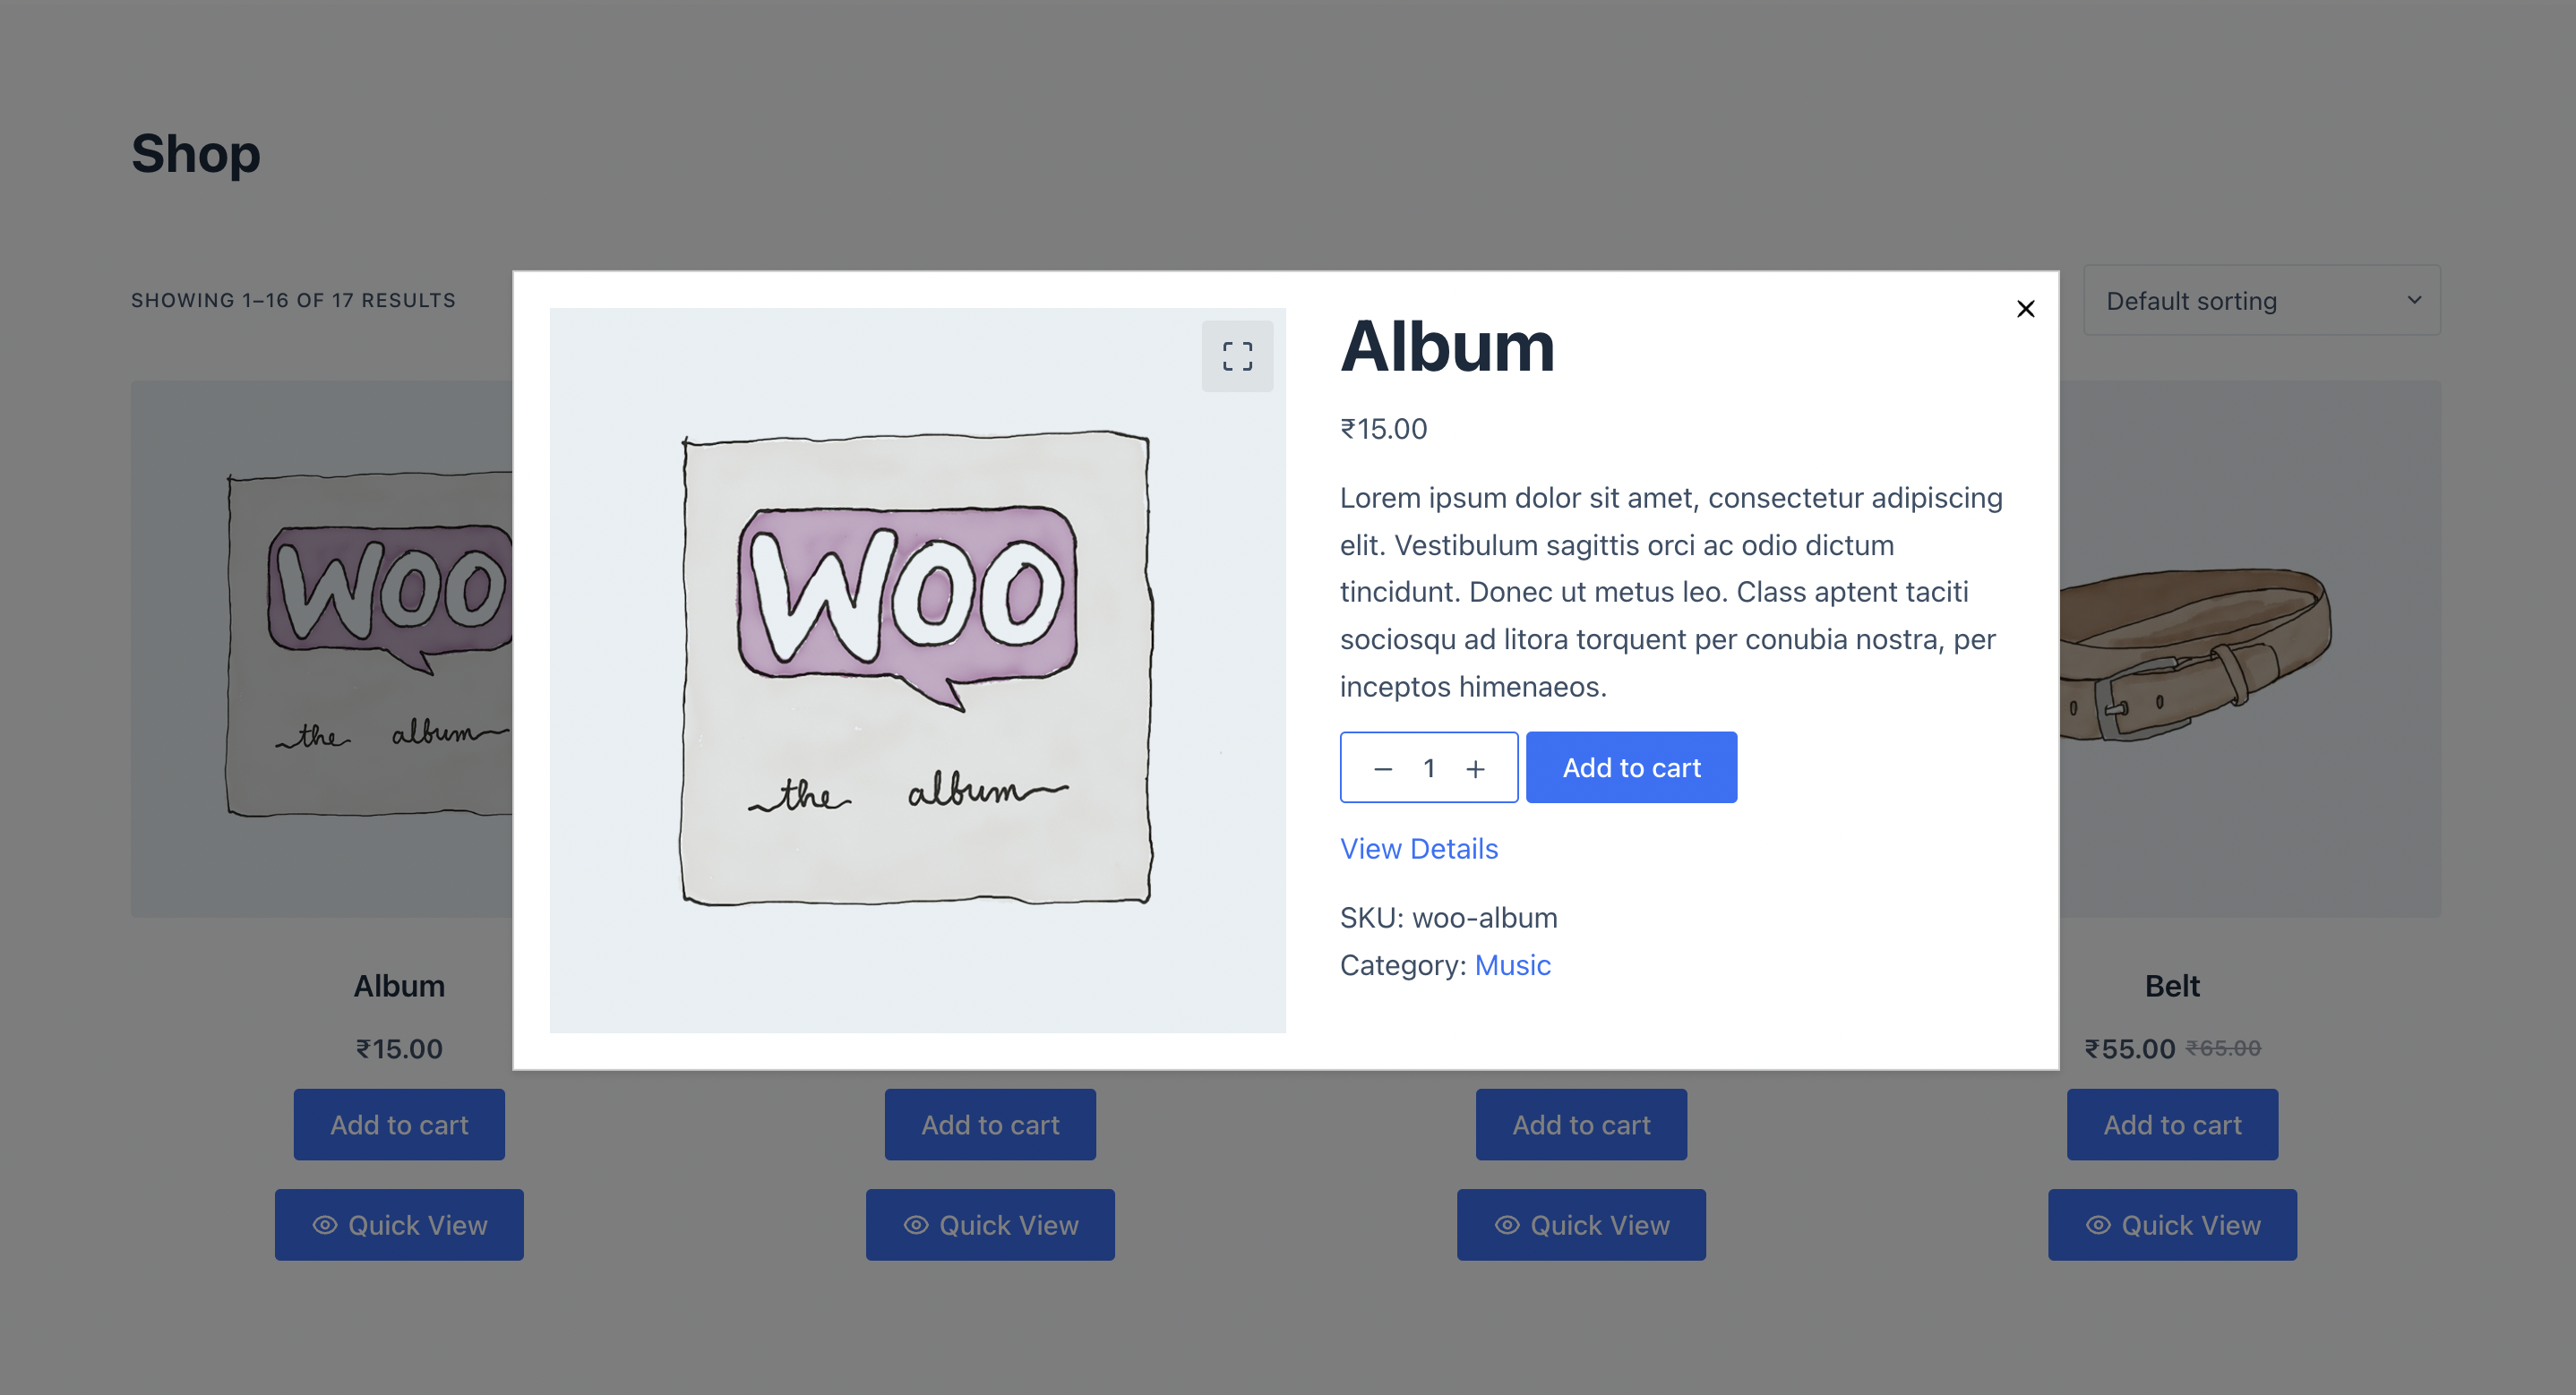 Shop
SHOWING 1–16 OF 17 RESULTS
Default sorting
WOO
the album
Album
₹15.00
Add to cart
Quick View
Add to cart
Quick View
Add to cart
Quick View
Belt
₹55.00 ₹65.00
Add to cart
Quick View
WOO
the album
Album
₹15.00
Lorem ipsum dolor sit amet, consectetur adipiscing
elit. Vestibulum sagittis orci ac odio dictum
tincidunt. Donec ut metus leo. Class aptent taciti
sociosqu ad litora torquent per conubia nostra, per
inceptos himenaeos.
− 1 +
Add to cart
View Details
SKU: woo-album
Category: Music